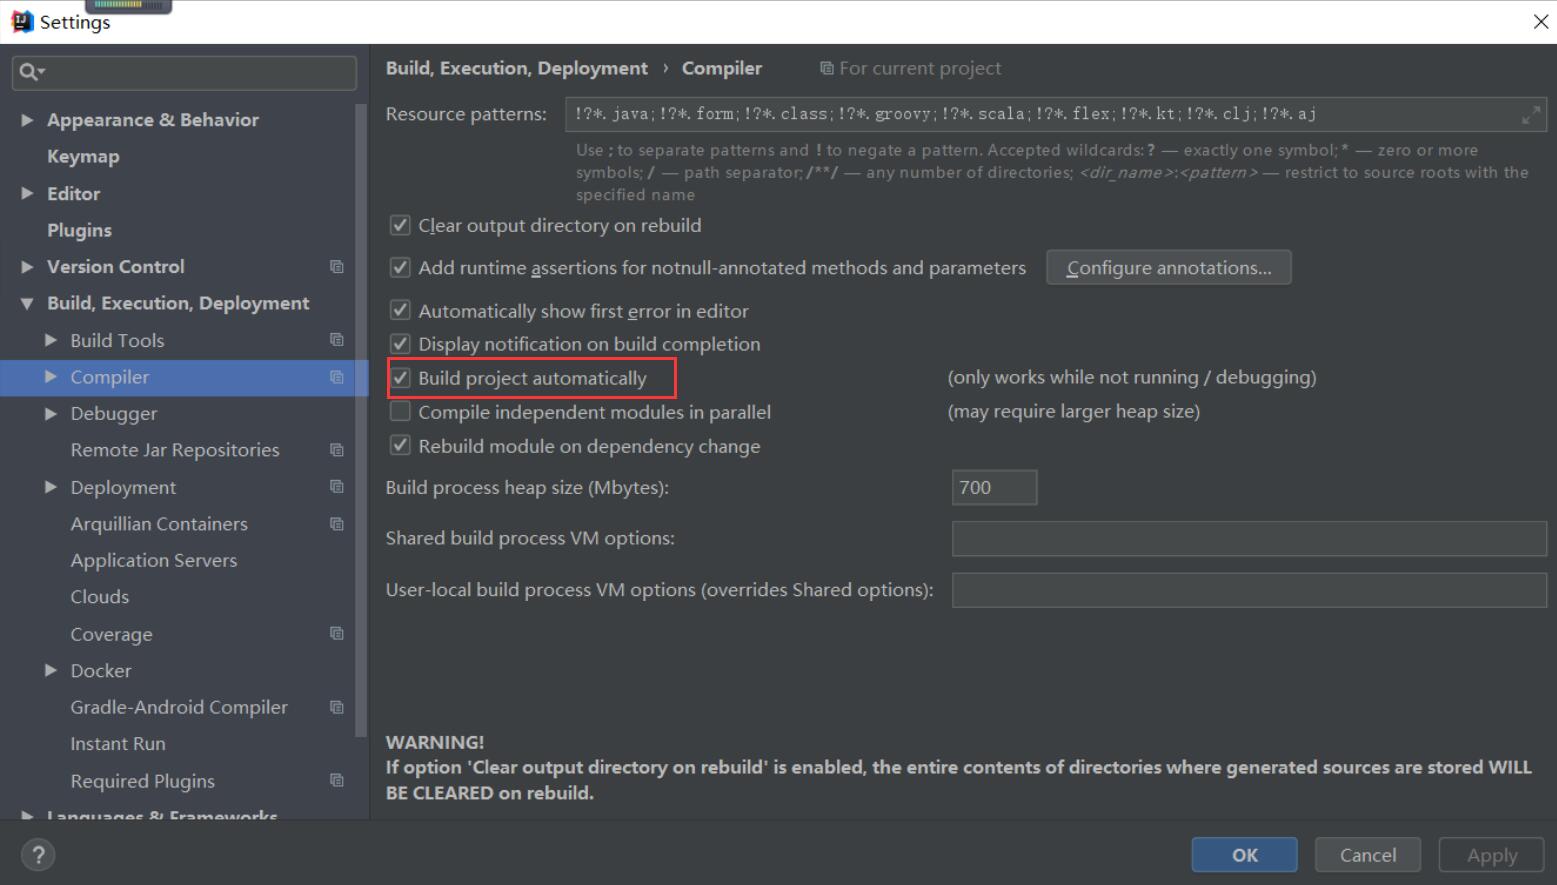 Settings
Appearance & Behavior
Keymap
Editor
Plugins
Version Control
Build, Execution, Deployment
Build Tools
Compiler
Debugger
Remote Jar Repositories
Deployment
Arquillian Containers
Application Servers
Clouds
Coverage
Docker
Gradle-Android Compiler
Instant Run
Required Plugins
Languages & Frameworks
Build, Execution, Deployment › Compiler For current project
Resource patterns: !?*.java;!?*.form;!?*.class;!?*.groovy;!?*.scala;!?*.flex;!?*.kt;!?*.clj;!?*.aj
Use ; to separate patterns and ! to negate a pattern. Accepted wildcards: ? — exactly one symbol; * — zero or more
symbols; / — path separator; /**/ — any number of directories; <dir_name>:<pattern> — restrict to source roots with the
specified name
Clear output directory on rebuild
Add runtime assertions for notnull-annotated methods and parameters Configure annotations...
Automatically show first error in editor
Display notification on build completion
Build project automatically (only works while not running / debugging)
Compile independent modules in parallel (may require larger heap size)
Rebuild module on dependency change
Build process heap size (Mbytes): 700
Shared build process VM options:
User-local build process VM options (overrides Shared options):
WARNING!
If option 'Clear output directory on rebuild' is enabled, the entire contents of directories where generated sources are stored WILL
BE CLEARED on rebuild.
? OK Cancel Apply